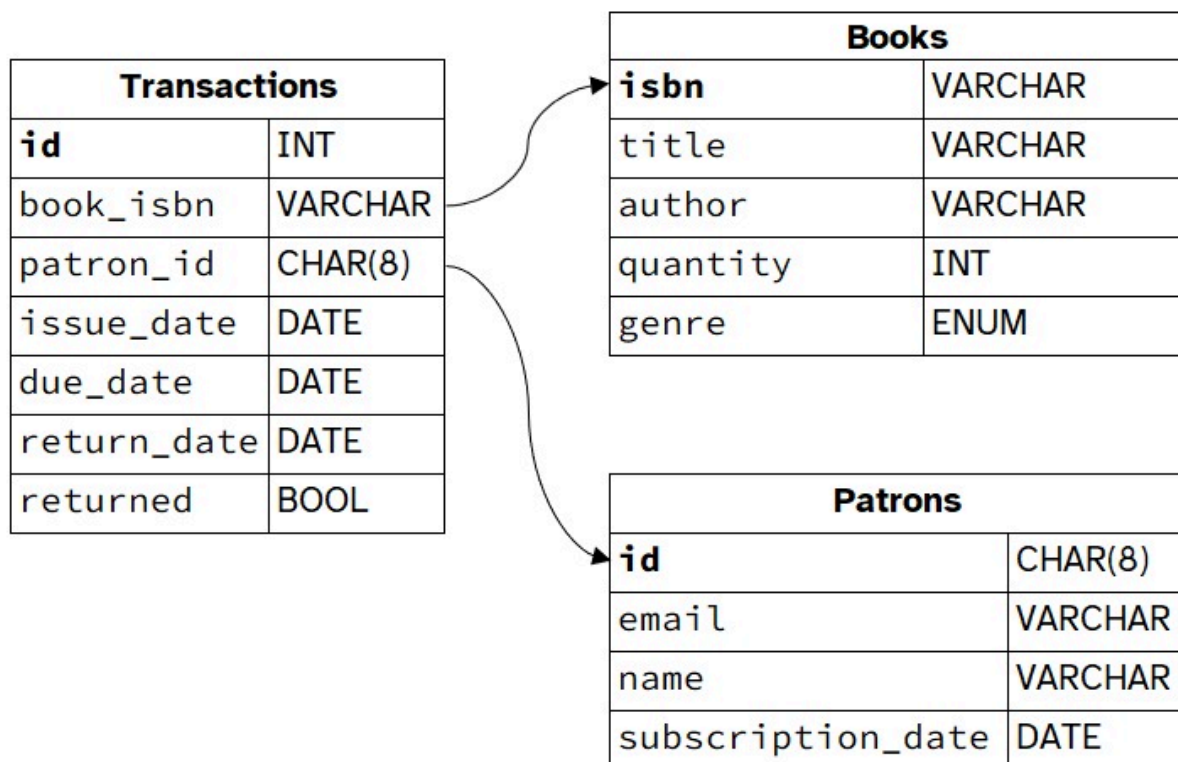 Transactions
id INT
book_isbn VARCHAR
patron_id CHAR(8)
issue_date DATE
due_date DATE
return_date DATE
returned BOOL
Books
isbn VARCHAR
title VARCHAR
author VARCHAR
quantity INT
genre ENUM
Patrons
id CHAR(8)
email VARCHAR
name VARCHAR
subscription_date DATE